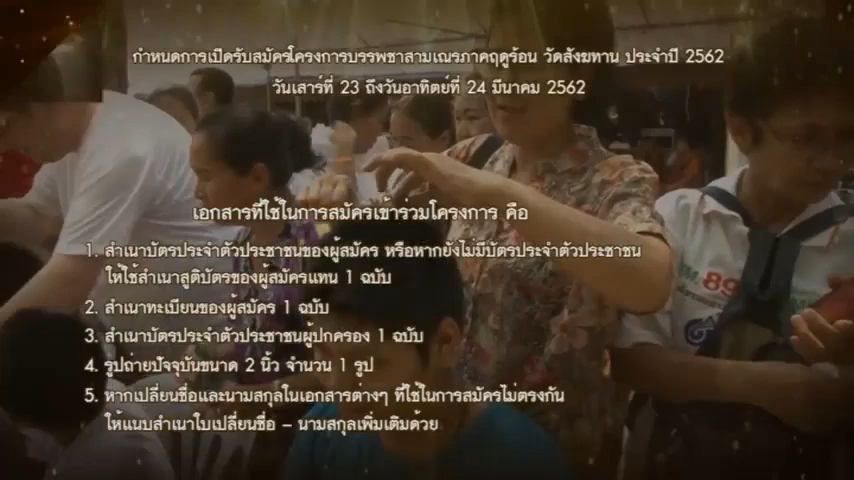 กำหนดการเปิดรับสมัครโครงการบรรพชาสามเณรภาคฤดูร้อน วัดสังฆทาน ประจำปี 2562
วันเสาร์ที่ 23 ถึงวันอาทิตย์ที่ 24 มีนาคม 2562
เอกสารที่ใช้ในการสมัครเข้าร่วมโครงการ คือ
1. สำเนาบัตรประจำตัวประชาชนของผู้สมัคร หรือหากยังไม่มีบัตรประจำตัวประชาชน
ให้ใช้สำเนาสูติบัตรของผู้สมัครแทน 1 ฉบับ
2. สำเนาทะเบียนของผู้สมัคร 1 ฉบับ
3. สำเนาบัตรประจำตัวประชาชนผู้ปกครอง 1 ฉบับ
4. รูปถ่ายปัจจุบันขนาด 2 นิ้ว จำนวน 1 รูป
5. หากเปลี่ยนชื่อและนามสกุลในเอกสารต่างๆ ที่ใช้ในการสมัครไม่ตรงกัน
ให้แนบสำเนาใบเปลี่ยนชื่อ – นามสกุลเพิ่มเติมด้วย
89